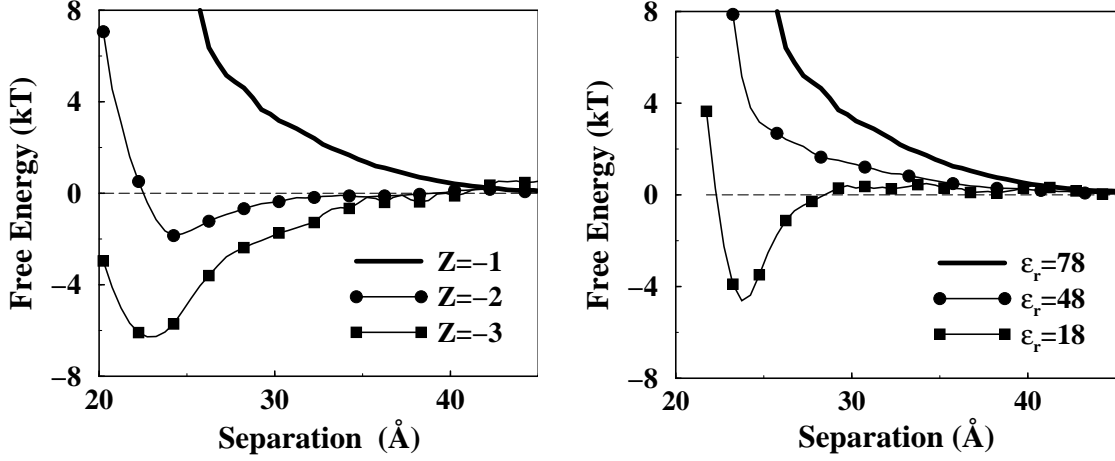 8
4
0
−4
−8
Free Energy (kT)
20
30
40
Separation (Å)
Z=−1
Z=−2
Z=−3
8
4
0
−4
−8
Free Energy (kT)
20
30
40
Separation (Å)
εr=78
εr=48
εr=18